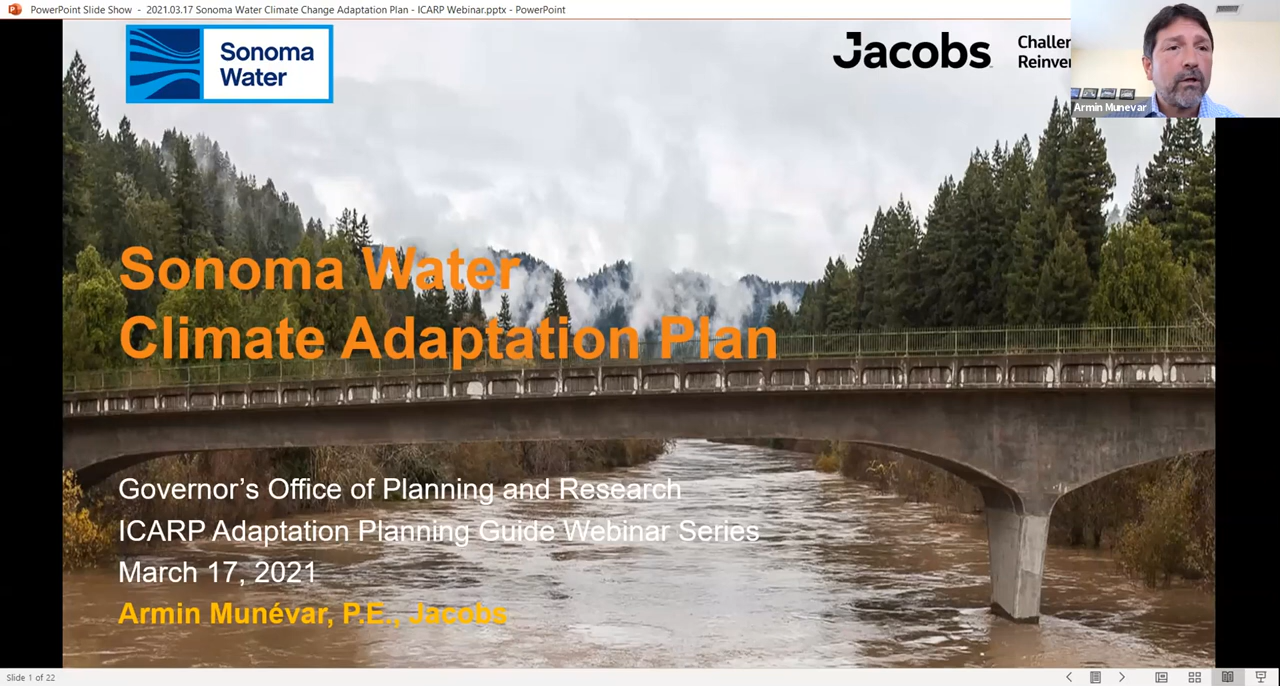 PowerPoint Slide Show - 2021.03.17 Sonoma Water Climate Change Adaptation Plan - ICARP Webinar.pptx - PowerPoint
Sonoma
Water
Jacobs
Challen
Reinven
Armin Munevar
Sonoma Water
Climate Adaptation Plan
Governor’s Office of Planning and Research
ICARP Adaptation Planning Guide Webinar Series
March 17, 2021
Armin Munévar, P.E., Jacobs
Slide 1 of 22